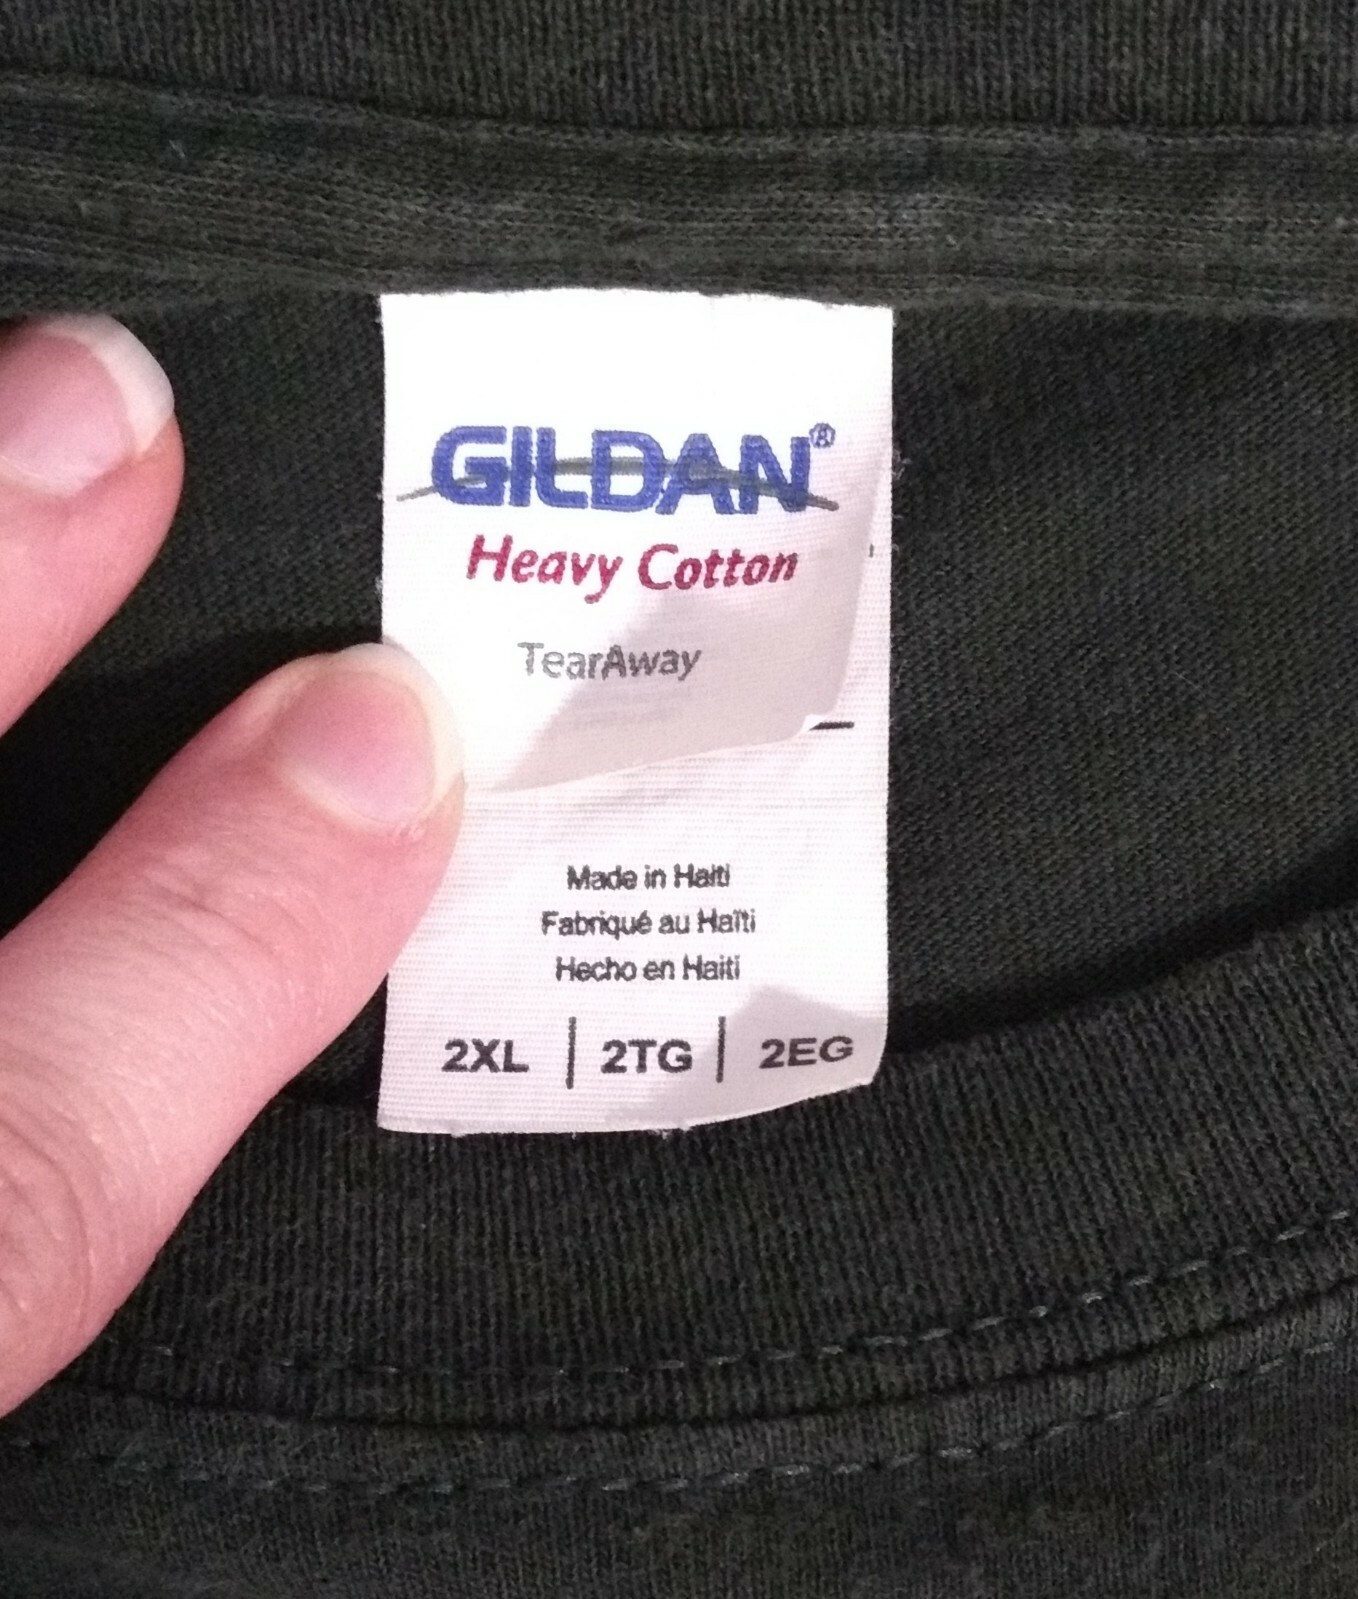 GILDAN®
Heavy Cotton
TearAway
Made in Haiti
Fabriqué au Haïti
Hecho en Haiti
2XL | 2TG | 2EG